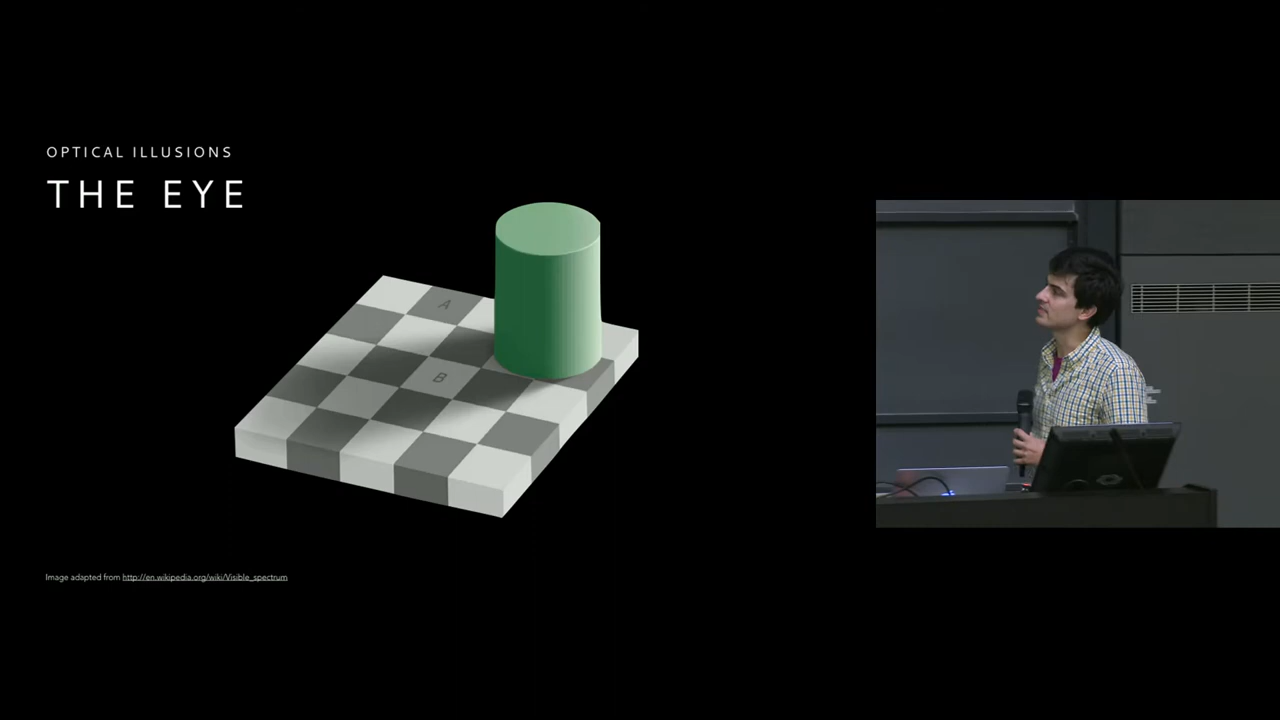 OPTICAL ILLUSIONS
THE EYE
A
B
Image adapted from http://en.wikipedia.org/wiki/Visible_spectrum